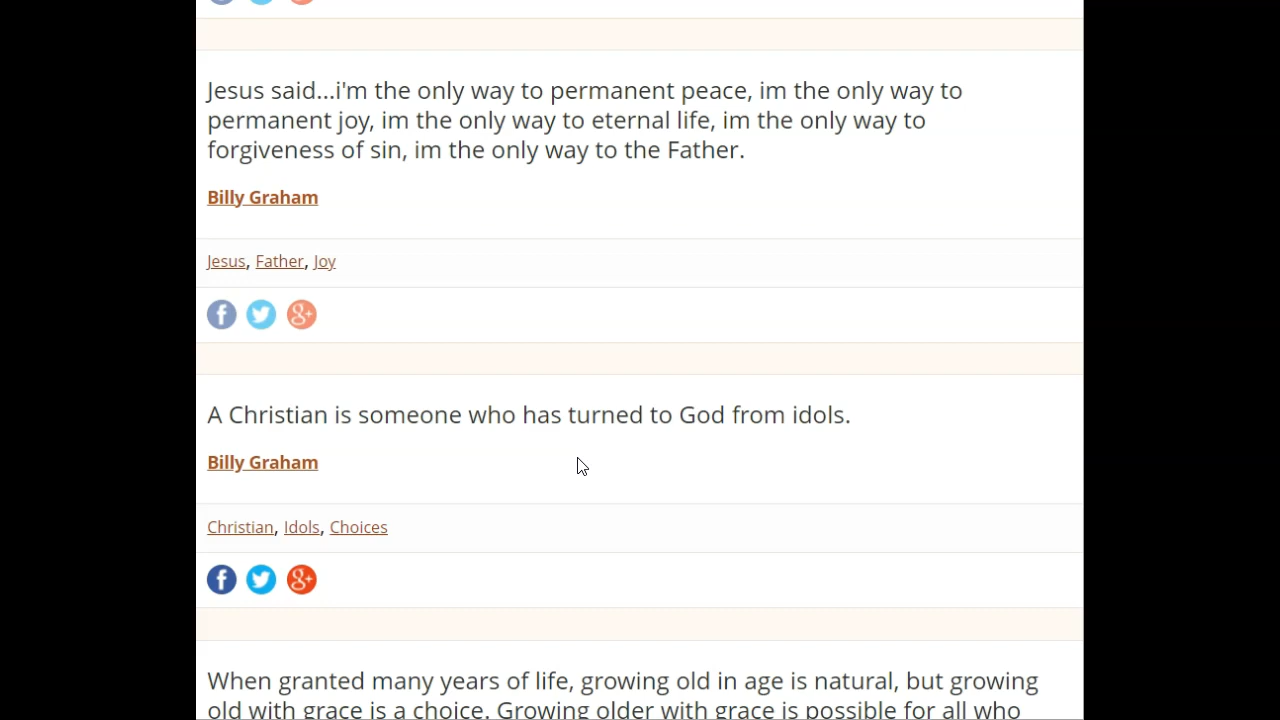 Jesus said...i'm the only way to permanent peace, im the only way to
permanent joy, im the only way to eternal life, im the only way to
forgiveness of sin, im the only way to the Father.
Billy Graham
Jesus, Father, Joy
A Christian is someone who has turned to God from idols.
Billy Graham
Christian, Idols, Choices
When granted many years of life, growing old in age is natural, but growing
old with grace is a choice. Growing older with grace is possible for all who